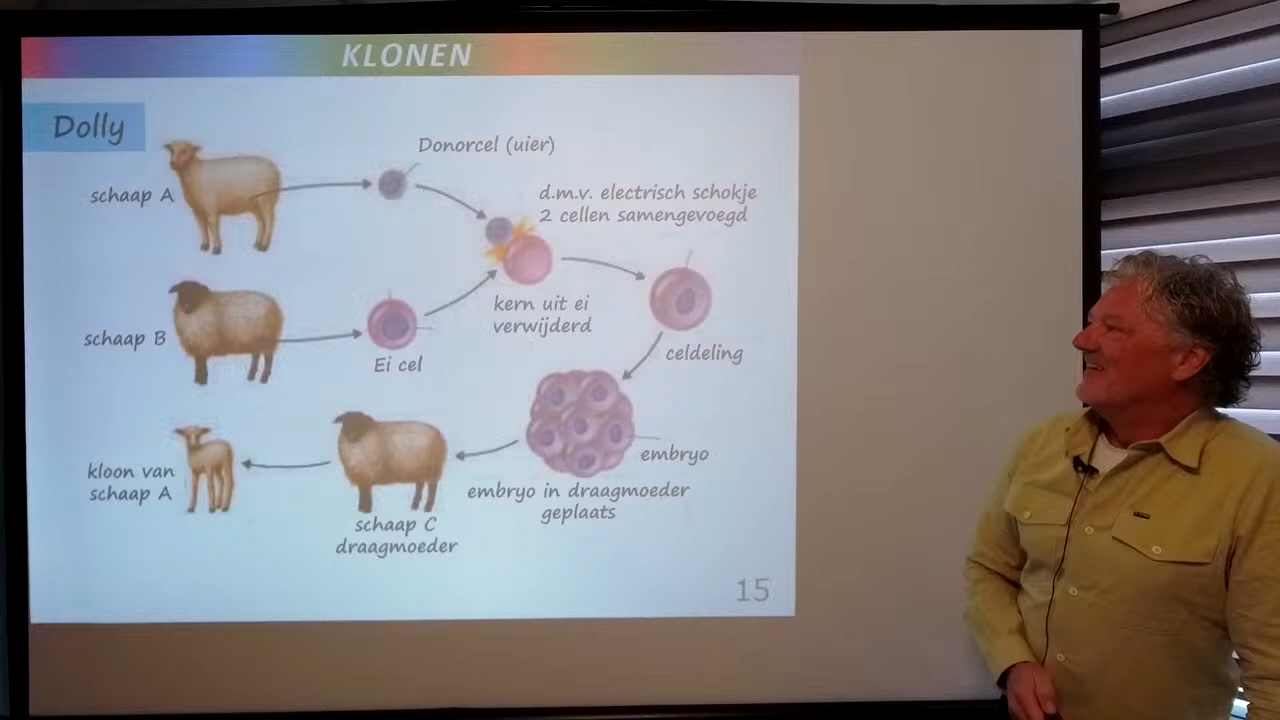 KLONEN
Dolly
Donorcel (uier)
schaap A
d.m.v. electrisch schokje
2 cellen samengevoegd
kern uit ei
verwijderd
schaap B
Ei cel
celdeling
embryo
kloon van
schaap A
embryo in draagmoeder
geplaats
schaap C
draagmoeder
15